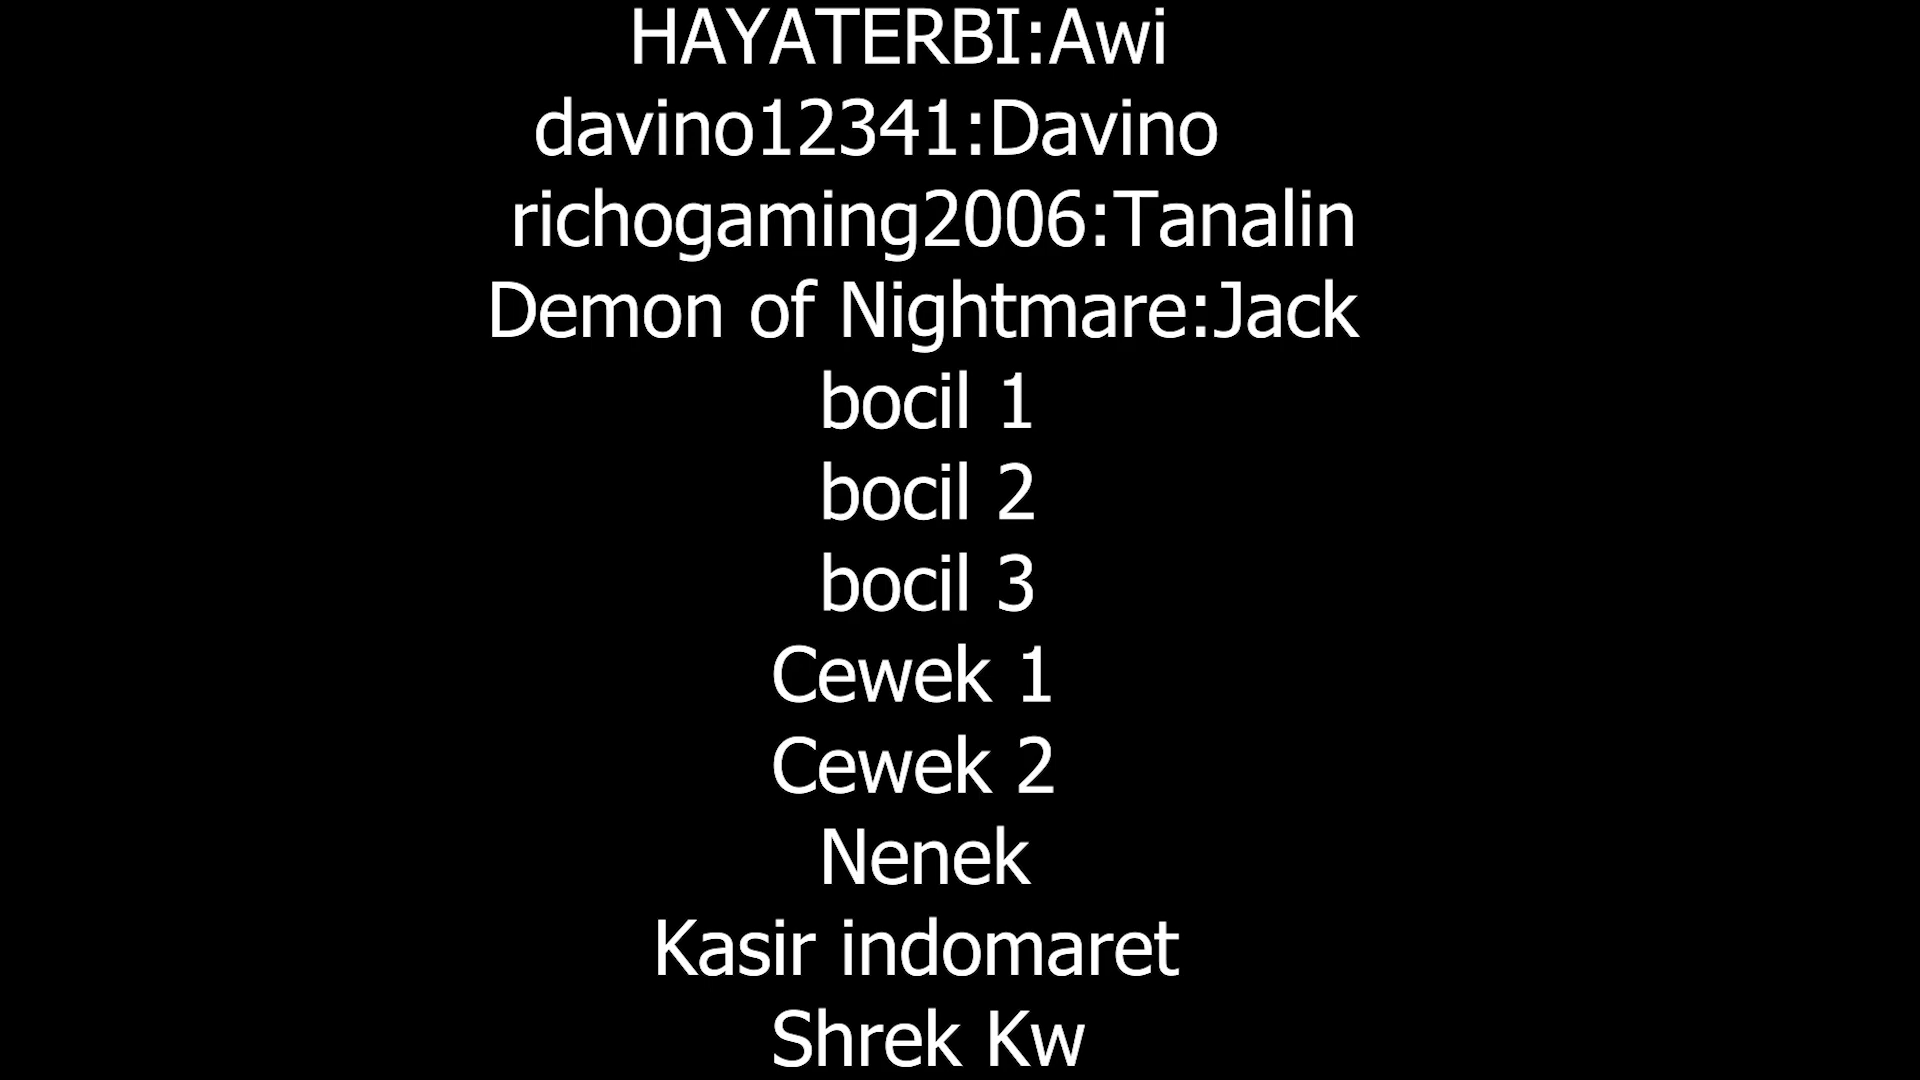 HAYATERBI:Awi
davino12341:Davino
richogaming2006:Tanalin
Demon of Nightmare:Jack
bocil 1
bocil 2
bocil 3
Cewek 1
Cewek 2
Nenek
Kasir indomaret
Shrek Kw